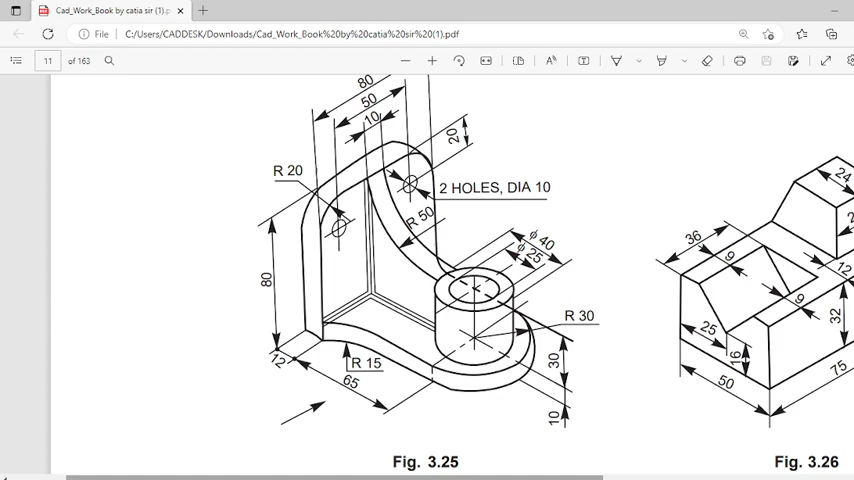 Cad_Work_Book by catia sir (1).p
File
C:/Users/CADDESK/Downloads/Cad_Work_Book%20by%20catia%20sir%20(1).pdf
11
of 163
80
50
10
20
R 20
2 HOLES, DIA 10
R 50
φ 40
φ 25
80
R 30
12
R 15
65
30
10
Fig. 3.25
24
36
9
12
9
25
32
16
50
75
Fig. 3.26